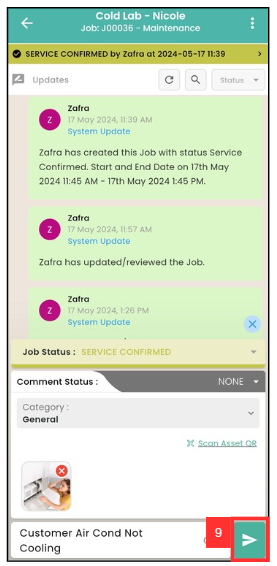 Cold Lab - Nicole
Job: J00036 - Maintenance
SERVICE CONFIRMED by Zafra at 2024-05-17 11:39
Updates
Status
Z
Zafra
17 May 2024, 11:39 AM
System Update
Zafra has created this Job with status Service
Confirmed. Start and End Date on 17th May
2024 11:45 AM - 17th May 2024 1:45 PM.
Z
Zafra
17 May 2024, 11:57 AM
System Update
Zafra has updated/reviewed the Job.
Z
Zafra
17 May 2024, 1:26 PM
System Update
Job Status : SERVICE CONFIRMED
Comment Status :
NONE
Category :
General
Scan Asset QR
Customer Air Cond Not
Cooling
9